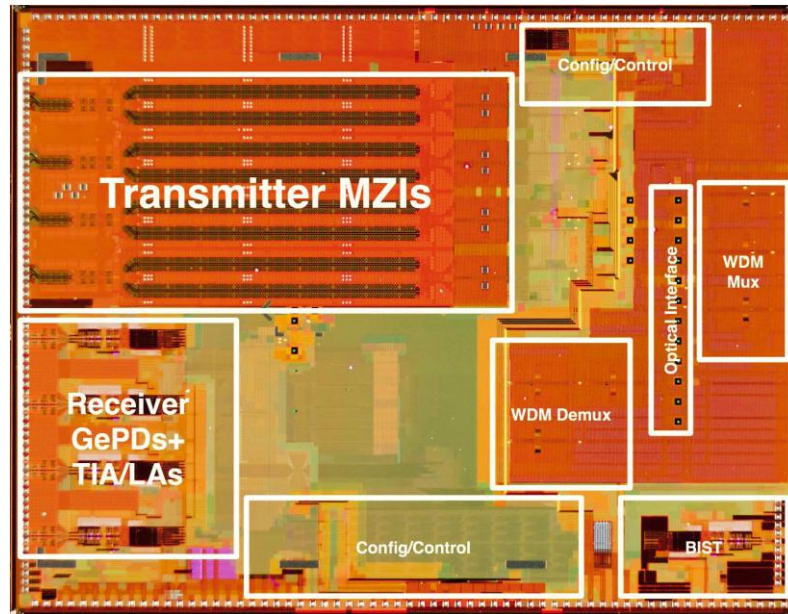 Config/Control
Transmitter MZIs
WDM
Mux
Optical Interface
Receiver
GePDs+
TIA/LAs
WDM Demux
Config/Control
BIST